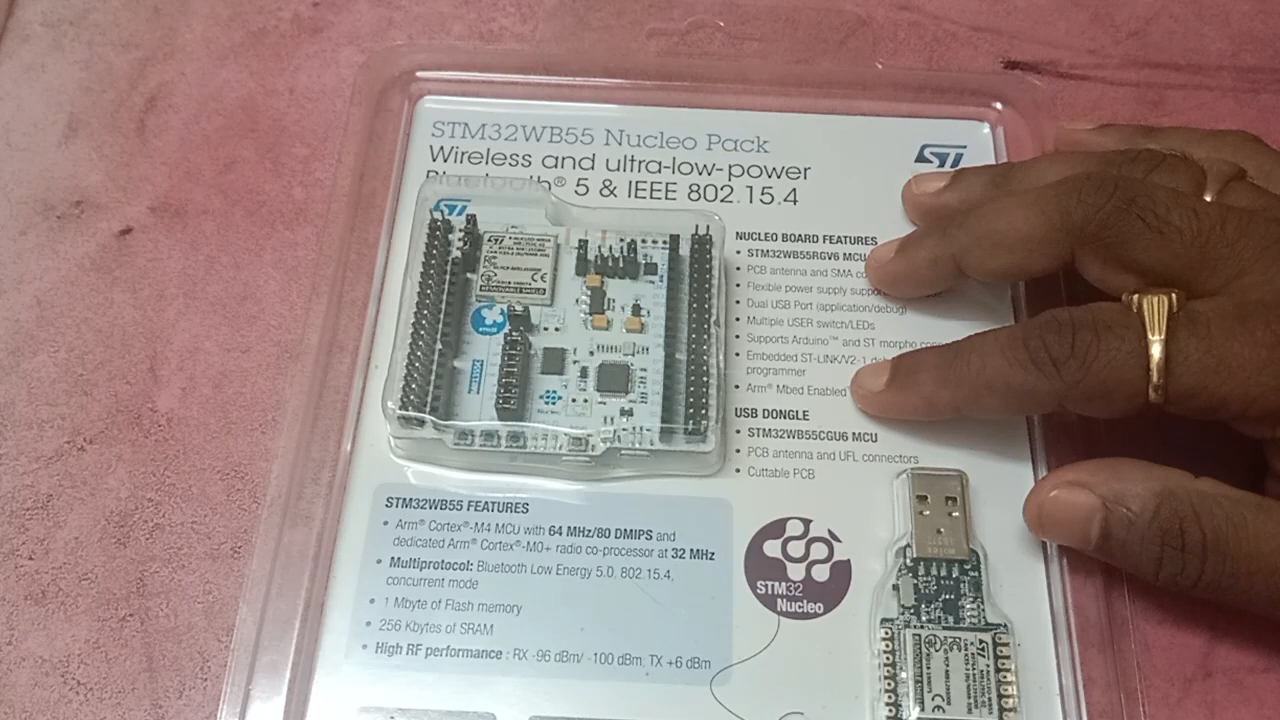 STM32WB55 Nucleo Pack
Wireless and ultra-low-power
Bluetooth® 5 & IEEE 802.15.4
ST
ST
NUCLEO BOARD FEATURES
• STM32WB55RGV6 MCU
• PCB antenna and SMA
• Flexible power supply
• Dual USB Port (application/debug)
• Multiple USER switch/LEDs
• Supports Arduino™ and ST morpho
• Embedded ST-LINK/V2-1
programmer
• Arm® Mbed Enabled
USB DONGLE
• STM32WB55CGU6 MCU
• PCB antenna and UFL connectors
• Cuttable PCB
REMOVABLE SHIELD
STM32WB55 FEATURES
• Arm® Cortex®-M4 MCU with 64 MHz/80 DMIPS and
dedicated Arm® Cortex®-M0+ radio co-processor at 32 MHz
• Multiprotocol: Bluetooth Low Energy 5.0, 802.15.4,
concurrent mode
• 1 Mbyte of Flash memory
• 256 Kbytes of SRAM
• High RF performance : RX -96 dBm/ -100 dBm; TX +6 dBm
STM32
Nucleo
molex